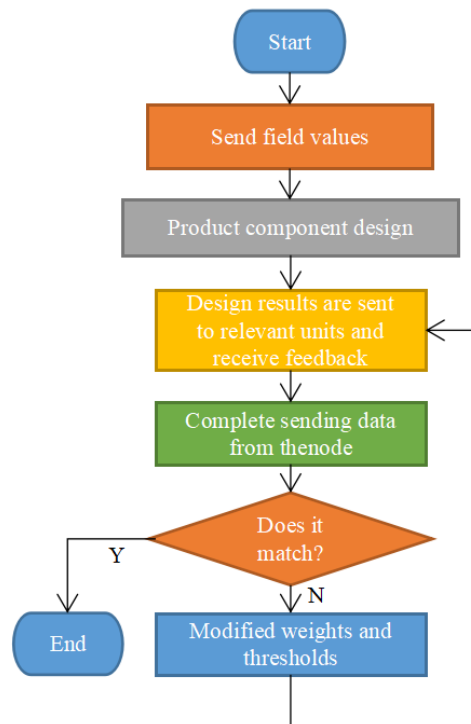 Start
Send field values
Product component design
Design results are sent
to relevant units and
receive feedback
Complete sending data
from thenode
Does it
match?
Y
N
End
Modified weights and
thresholds